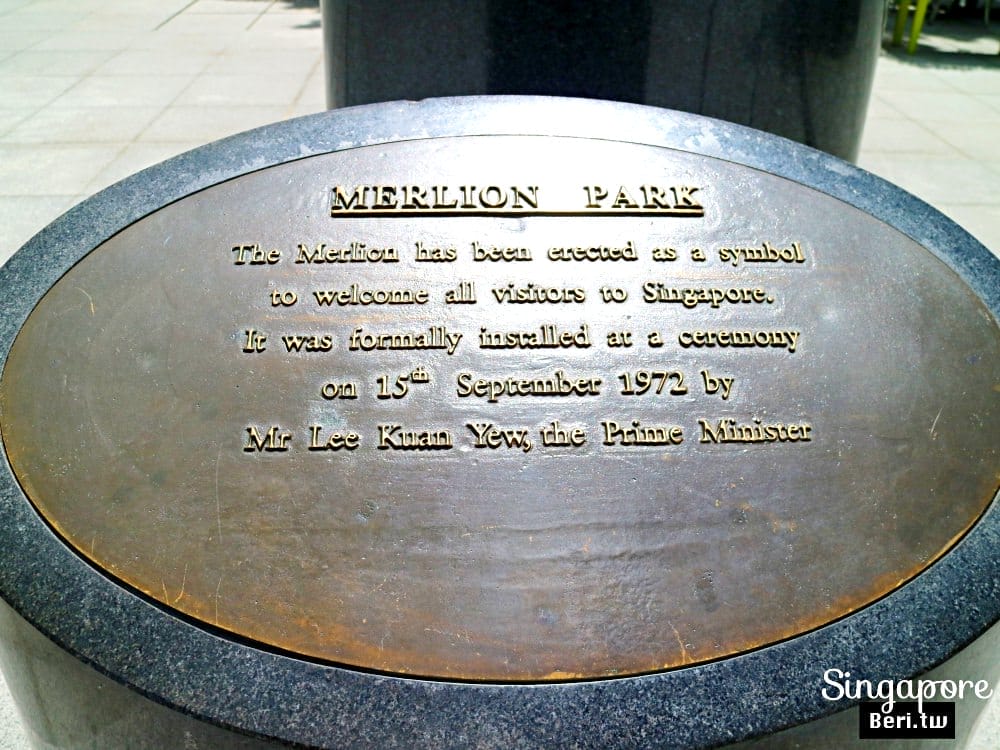 MERLION PARK
The Merlion has been erected as a symbol
to welcome all visitors to Singapore.
It was formally installed at a ceremony
on 15th September 1972 by
Mr Lee Kuan Yew, the Prime Minister
Singapore
Beri.tw